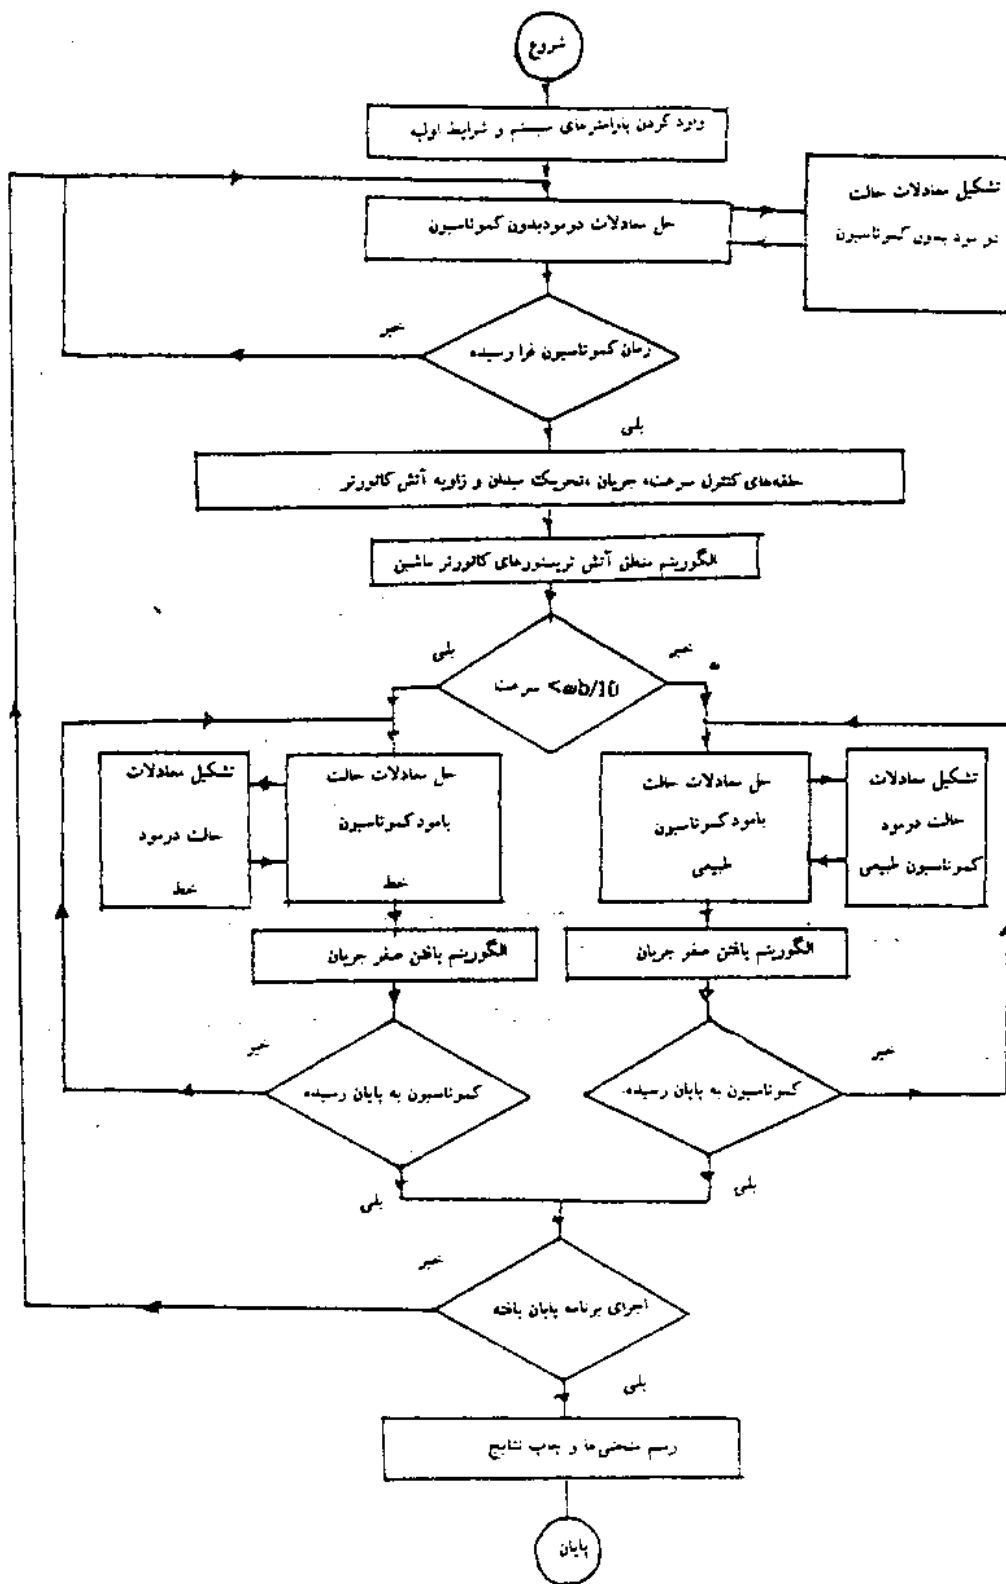 شروع
وارد کردن پارامترهای سیستم و شرایط اولیه
تشکیل معادلات حالت
در مود بدون کموتاسیون
حل معادلات درمودبدون کموتاسیون
خیر
زمان کموتاسیون فرا رسیده
بلی
حلقه‌های کنترل سرعت، جریان ،تحریک میدان و زاویه آتش کانورتر
الگوریتم منطق آتش تریستورهای کانورتر ماشین
بلی
خیر
سرعت <ωb/10
تشکیل معادلات
حالت درمود
خط
حل معادلات حالت
بامود کموتاسیون
خط
حل معادلات حالت
بامود کموتاسیون
طبیعی
تشکیل معادلات
حالت درمود
کموتاسیون طبیعی
الگوریتم یافتن صفر جریان
الگوریتم یافتن صفر جریان
خیر
خیر
کموتاسیون به پایان رسیده
کموتاسیون به پایان رسیده
بلی
بلی
خیر
اجرای برنامه پایان یافته
بلی
رسم منحنی‌ها و چاپ نتایج
پایان